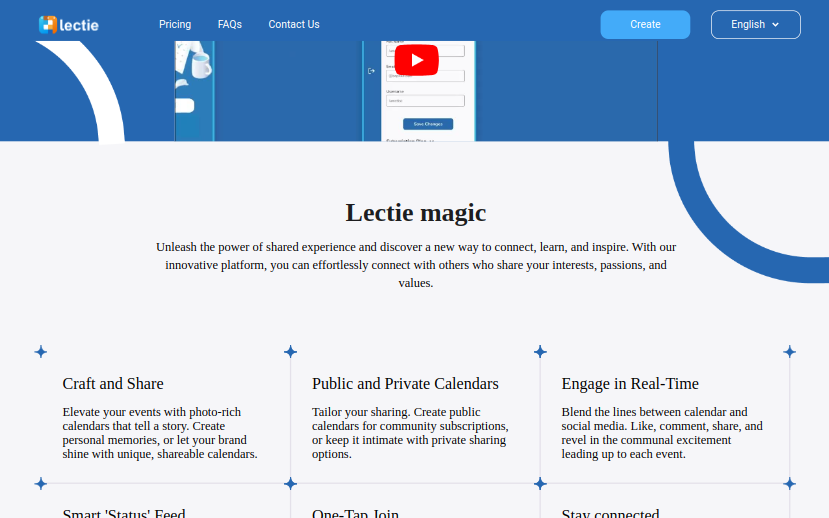 lectie Pricing FAQs Contact Us Create English
Username
Save Changes
Lectie magic
Unleash the power of shared experience and discover a new way to connect, learn, and inspire. With our
innovative platform, you can effortlessly connect with others who share your interests, passions, and
values.
Craft and Share
Elevate your events with photo-rich
calendars that tell a story. Create
personal memories, or let your brand
shine with unique, shareable calendars.
Public and Private Calendars
Tailor your sharing. Create public
calendars for community subscriptions,
or keep it intimate with private sharing
options.
Engage in Real-Time
Blend the lines between calendar and
social media. Like, comment, share, and
revel in the communal excitement
leading up to each event.
Smart 'Status' Feed
One-Tap Join
Stay connected